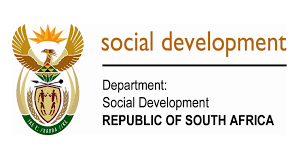 social development
Department:
Social Development
REPUBLIC OF SOUTH AFRICA